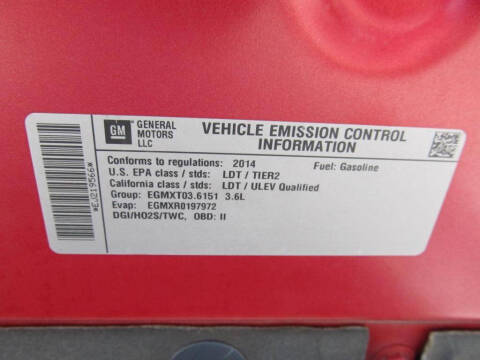 GM
GENERAL
MOTORS
LLC
VEHICLE EMISSION CONTROL
INFORMATION
Conforms to regulations: 2014 Fuel: Gasoline
U.S. EPA class / stds: LDT / TIER2
California class / stds: LDT / ULEV Qualified
Group: EGMXT03.6151 3.6L
Evap: EGMXR0197972
DGI/HO2S/TWC, OBD: II
*EJ219566*